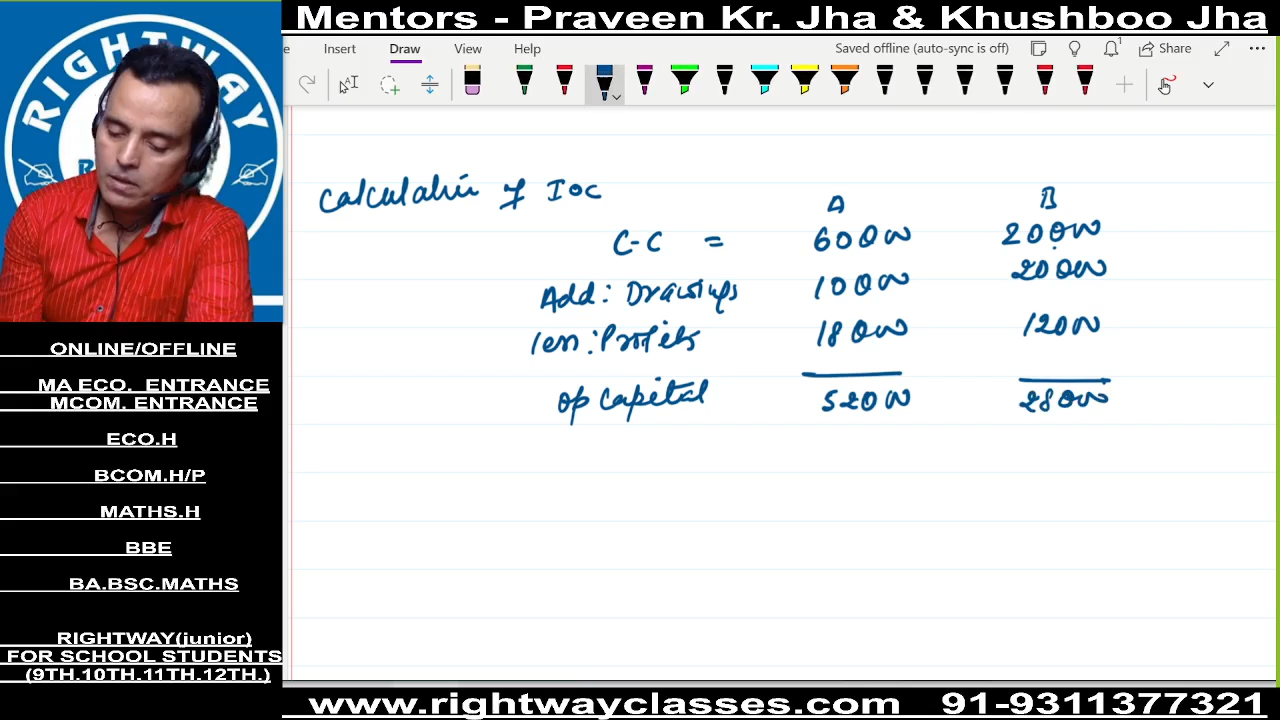 Mentors - Praveen Kr. Jha & Khushboo Jha
RIGHTWAY
Insert Draw View Help Saved offline (auto-sync is off) Share
Calculation of IOC
A B
C-C = 60000 20000
Add: Drawings 10000 20000
less: Profits 18000 12000
op Capital 52000 28000
ONLINE/OFFLINE
MA ECO. ENTRANCE
MCOM. ENTRANCE
ECO.H
BCOM.H/P
MATHS.H
BBE
BA.BSC.MATHS
RIGHTWAY(junior)
FOR SCHOOL STUDENTS
(9TH.10TH.11TH.12TH.)
www.rightwayclasses.com 91-9311377321